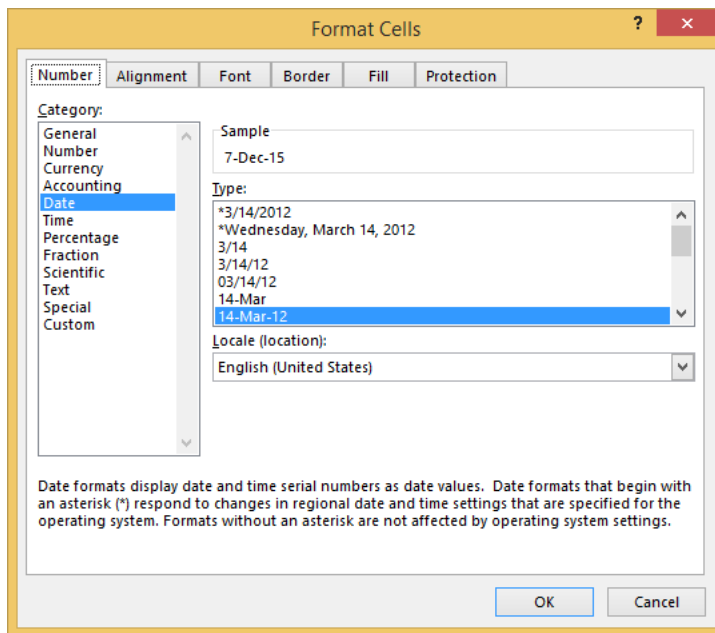 Format Cells
?
×
Number
Alignment
Font
Border
Fill
Protection
Category:
General
Number
Currency
Accounting
Date
Time
Percentage
Fraction
Scientific
Text
Special
Custom
Sample
7-Dec-15
Type:
*3/14/2012
*Wednesday, March 14, 2012
3/14
3/14/12
03/14/12
14-Mar
14-Mar-12
Locale (location):
English (United States)
Date formats display date and time serial numbers as date values.  Date formats that begin with
an asterisk (*) respond to changes in regional date and time settings that are specified for the
operating system. Formats without an asterisk are not affected by operating system settings.
OK
Cancel